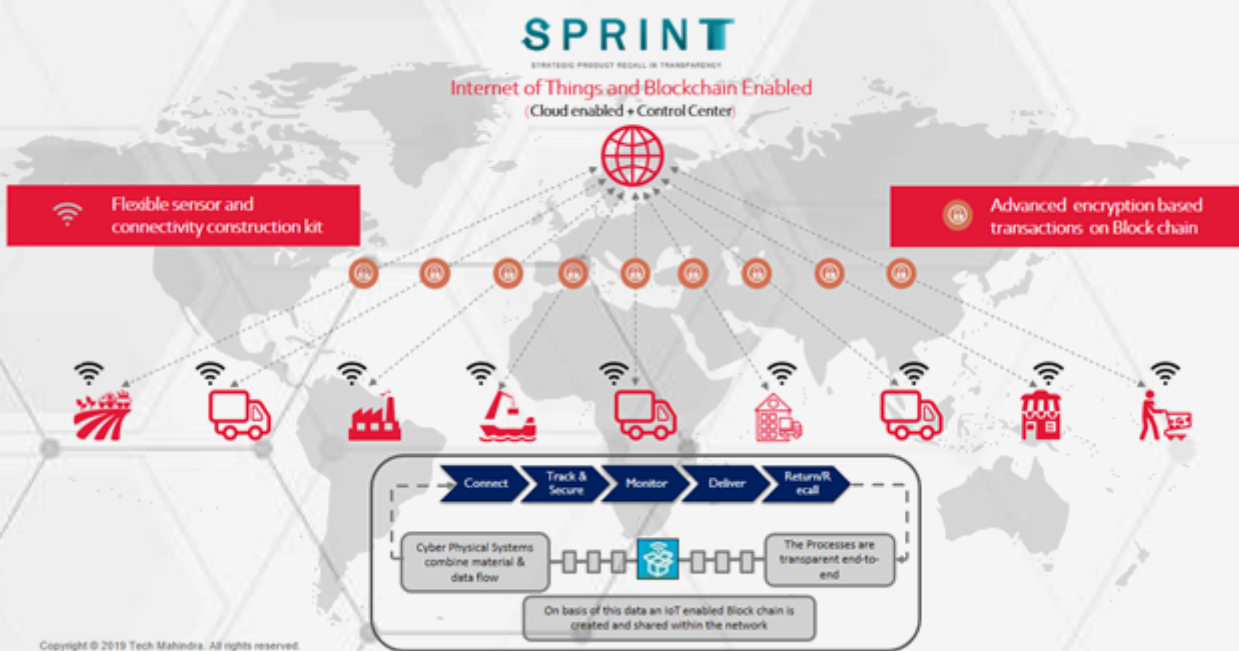 SPRINT
STRATEGIC PRODUCT RECALL IN TRANSPARENCY
Internet of Things and Blockchain Enabled
(Cloud enabled + Control Center)
Flexible sensor and
connectivity construction kit
Advanced encryption based
transactions on Block chain
Connect
Track &
Secure
Monitor
Deliver
Return/R
ecall
Cyber Physical Systems
combine material &
data flow
The Processes are
transparent end-to-
end
On basis of this data an IoT enabled Block chain is
created and shared within the network
Copyright © 2019 Tech Mahindra. All rights reserved.